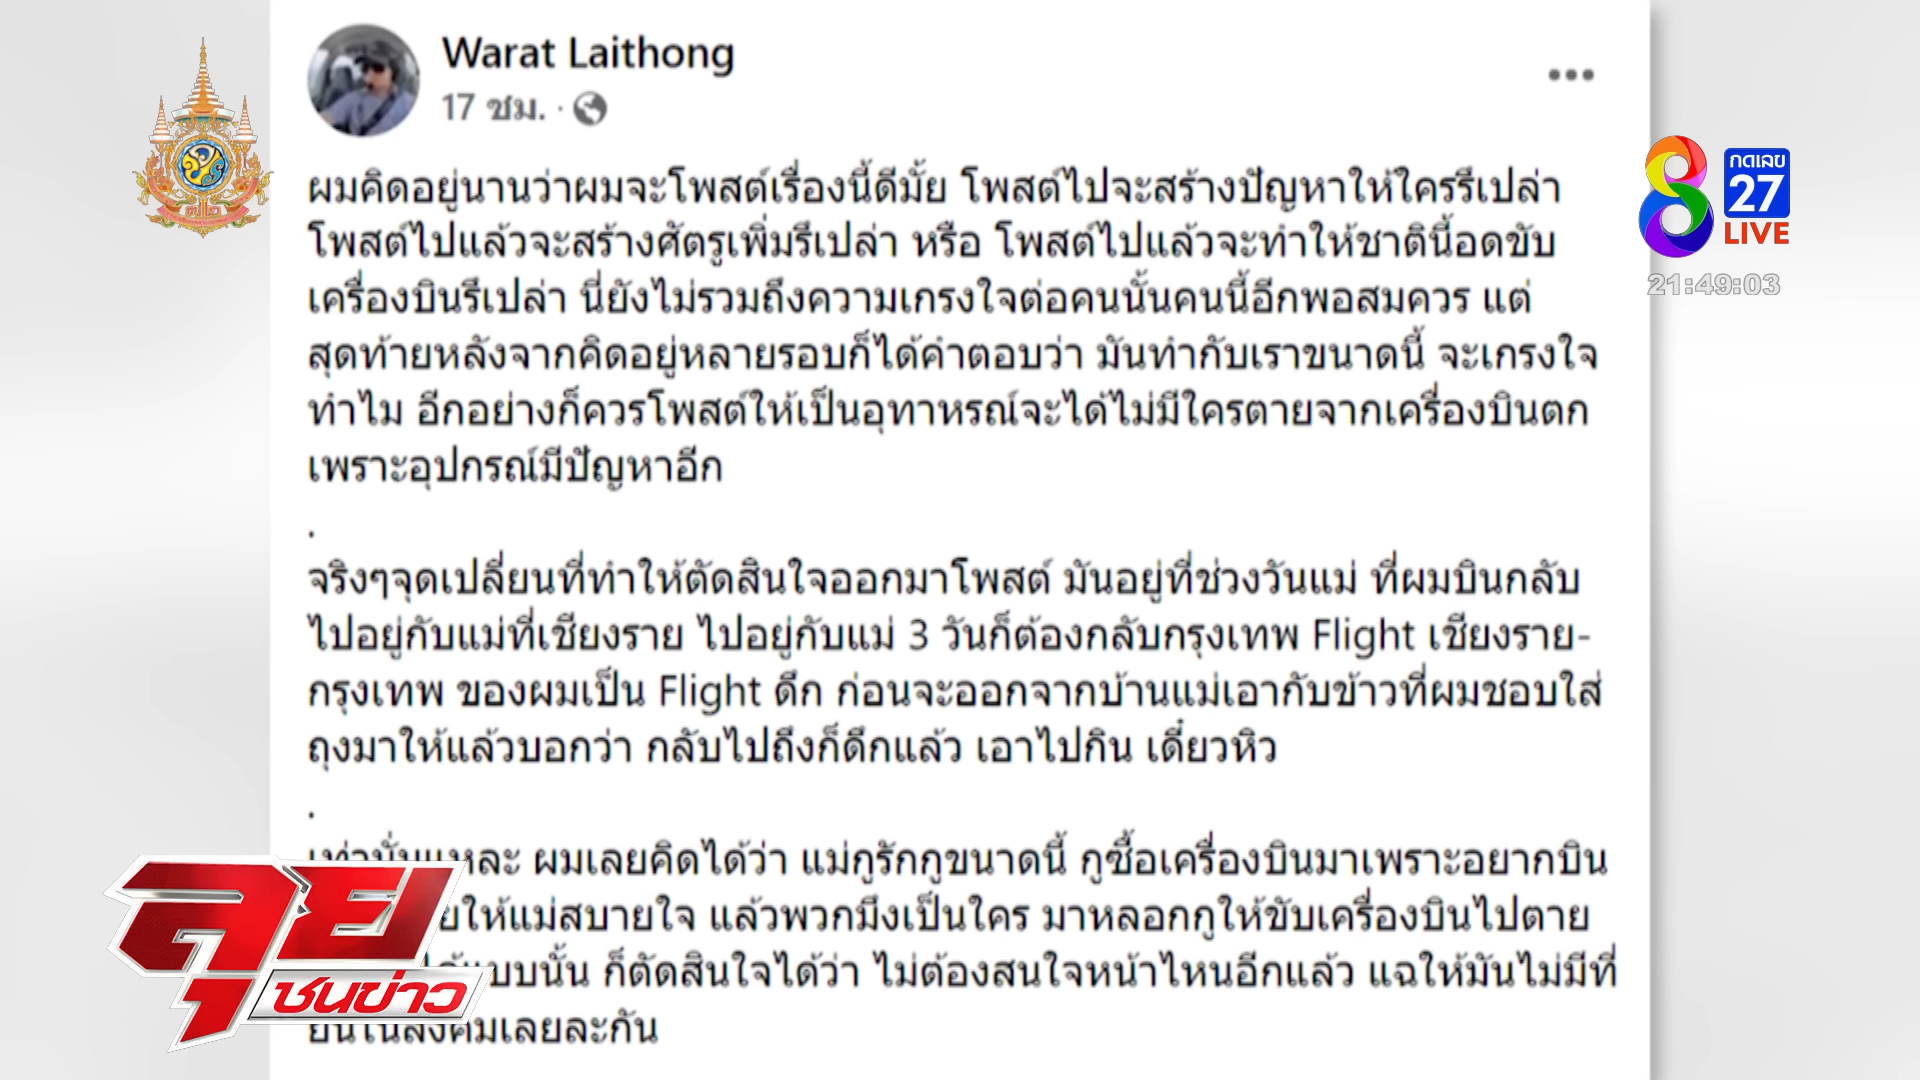 Warat Laithong
17 ชม. ·
กดเลข
27
LIVE
21:49:03
ผมคิดอยู่นานว่าผมจะโพสต์เรื่องนี้ดีมั้ย โพสต์ไปจะสร้างปัญหาให้ใครรึเปล่า
โพสต์ไปแล้วจะสร้างศัตรูเพิ่มรึเปล่า หรือ โพสต์ไปแล้วจะทำให้ชาตินี้อดขับ
เครื่องบินรึเปล่า นี่ยังไม่รวมถึงความเกรงใจต่อคนนั้นคนนี้อีกพอสมควร แต่
สุดท้ายหลังจากคิดอยู่หลายรอบก็ได้คำตอบว่า มันทำกับเราขนาดนี้ จะเกรงใจ
ทำไม อีกอย่างก็ควรโพสต์ให้เป็นอุทาหรณ์จะได้ไม่มีใครตายจากเครื่องบินตก
เพราะอุปกรณ์มีปัญหาอีก
.
จริงๆจุดเปลี่ยนที่ทำให้ตัดสินใจออกมาโพสต์ มันอยู่ที่ช่วงวันแม่ ที่ผมบินกลับ
ไปอยู่กับแม่ที่เชียงราย ไปอยู่กับแม่ 3 วันก็ต้องกลับกรุงเทพ Flight เชียงราย-
กรุงเทพ ของผมเป็น Flight ดึก ก่อนจะออกจากบ้านแม่เอากับข้าวที่ผมชอบใส่
ถุงมาให้แล้วบอกว่า กลับไปถึงก็ดึกแล้ว เอาไปกิน เดี๋ยวหิว
.
เท่านั้นแหละ ผมเลยคิดได้ว่า แม่กูรักกูขนาดนี้ กูซื้อเครื่องบินมาเพราะอยากบิน
ให้แม่สบายใจ แล้วพวกมึงเป็นใคร มาหลอกกูให้ขับเครื่องบินไปตาย
แบบนั้น ก็ตัดสินใจได้ว่า ไม่ต้องสนใจหน้าไหนอีกแล้ว แฉให้มันไม่มีที่
ยืนในสังคมเลยละกัน
ลุย
ชนข่าว